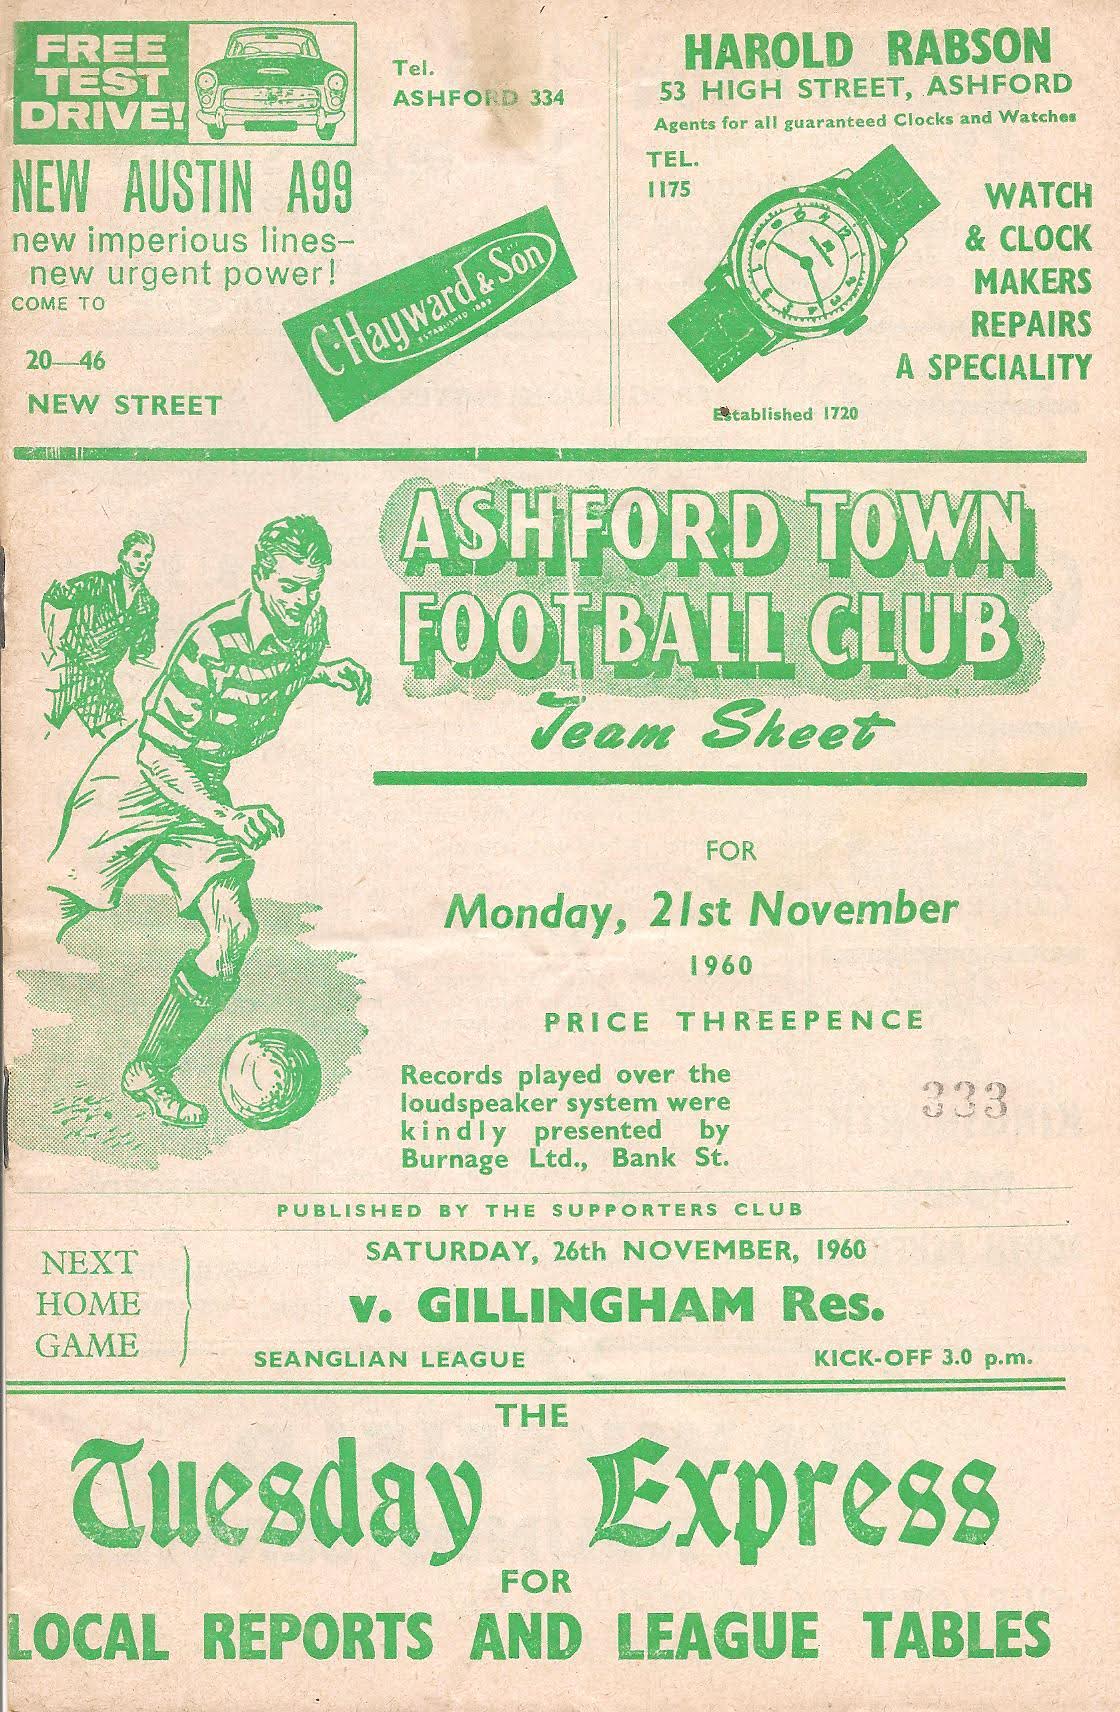 FREE
TEST
DRIVE!
NEW AUSTIN A99
new imperious lines—
new urgent power!
COME TO
20—46
NEW STREET
Tel.
ASHFORD 334
C. Hayward & Son
HAROLD RABSON
53 HIGH STREET, ASHFORD
Agents for all guaranteed Clocks and Watches
TEL.
1175
WATCH
& CLOCK
MAKERS
REPAIRS
A SPECIALITY
Established 1720
ASHFORD TOWN
FOOTBALL CLUB
Team Sheet
FOR
Monday, 21st November
1960
PRICE THREEPENCE
Records played over the
loudspeaker system were
kindly presented by
Burnage Ltd., Bank St.
333
PUBLISHED BY THE SUPPORTERS CLUB
NEXT
HOME
GAME
SATURDAY, 26th NOVEMBER, 1960
v. GILLINGHAM Res.
SEANGLIAN LEAGUE
KICK-OFF 3.0 p.m.
THE
Tuesday Express
FOR
LOCAL REPORTS AND LEAGUE TABLES